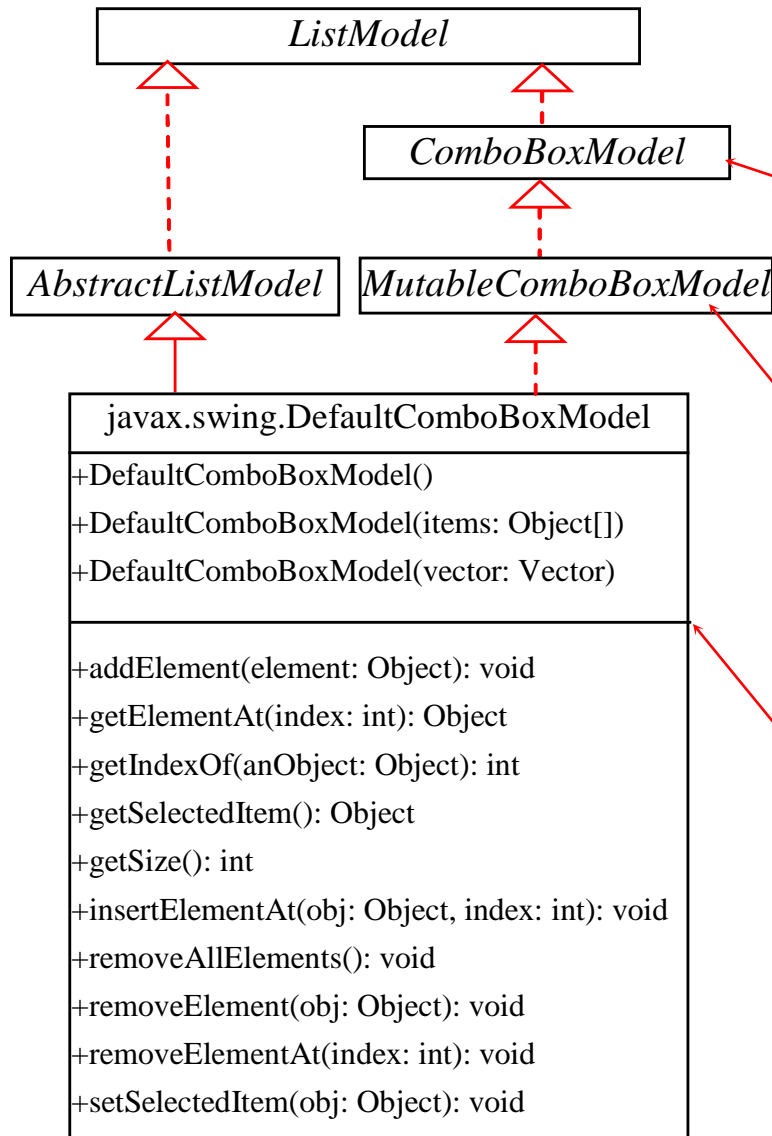 ListModel
ComboBoxModel
AbstractListModel
MutableComboBoxModel
javax.swing.DefaultComboBoxModel
+DefaultComboBoxModel()
+DefaultComboBoxModel(items: Object[])
+DefaultComboBoxModel(vector: Vector)
+addElement(element: Object): void
+getElementAt(index: int): Object
+getIndexOf(anObject: Object): int
+getSelectedItem(): Object
+getSize(): int
+insertElementAt(obj: Object, index: int): void
+removeAllElements(): void
+removeElement(obj: Object): void
+removeElementAt(index: int): void
+setSelectedItem(obj: Object): void